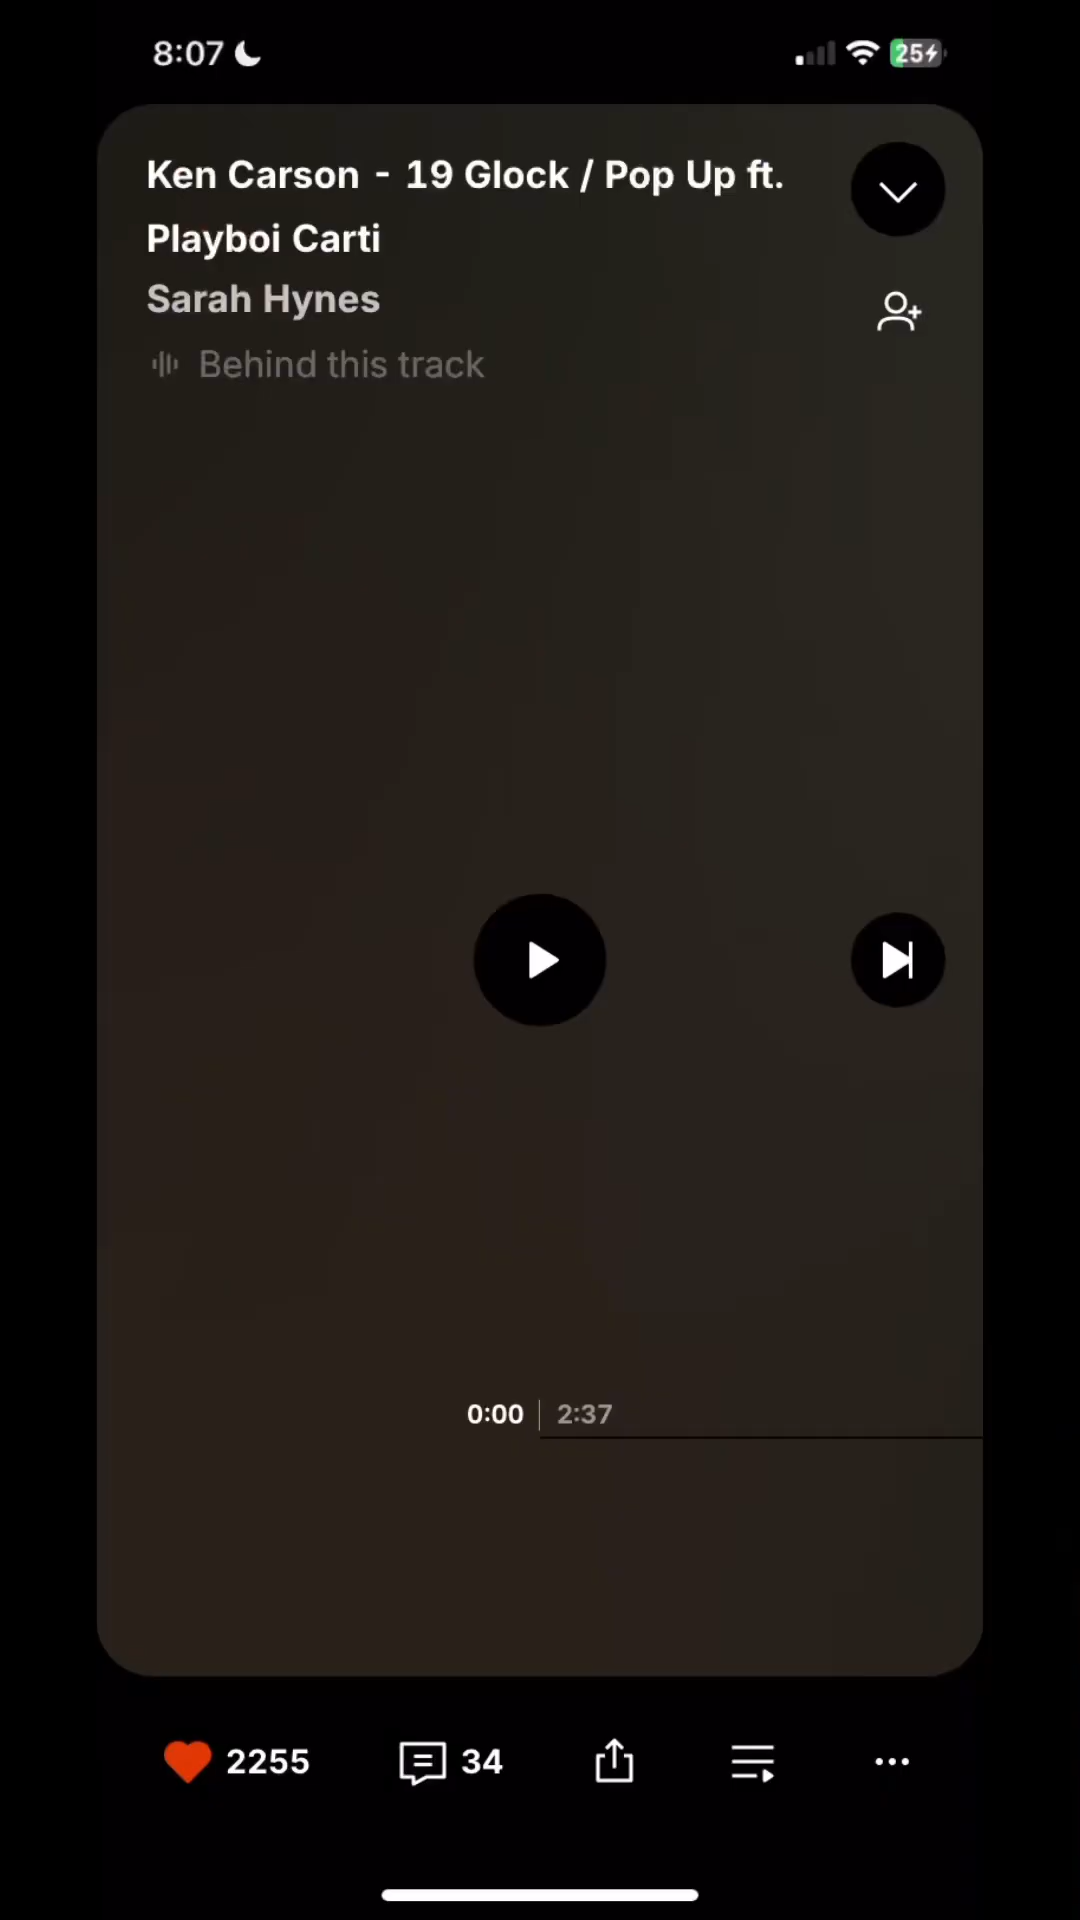 8:07
25
Ken Carson - 19 Glock / Pop Up ft.
Playboi Carti
Sarah Hynes
Behind this track
0:00 | 2:37
2255
34